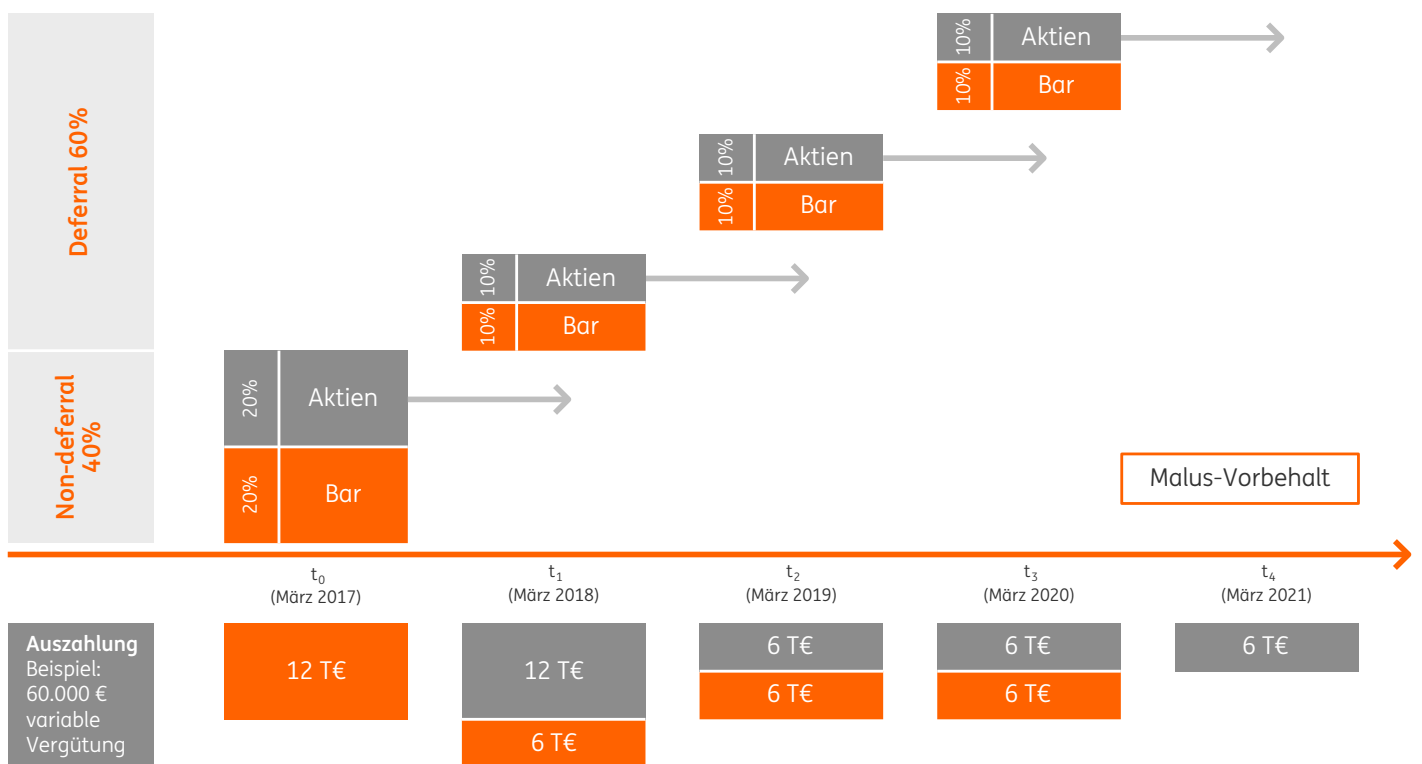 10%
Aktien
10%
Bar
Deferral 60%
10%
Aktien
10%
Bar
10%
Aktien
10%
Bar
Non-deferral
40%
20%
Aktien
20%
Bar
Malus-Vorbehalt
t₀
(März 2017)
t₁
(März 2018)
t₂
(März 2019)
t₃
(März 2020)
t₄
(März 2021)
Auszahlung
Beispiel:
60.000 €
variable
Vergütung
12 T€
12 T€
6 T€
6 T€
6 T€
6 T€
6 T€
6 T€